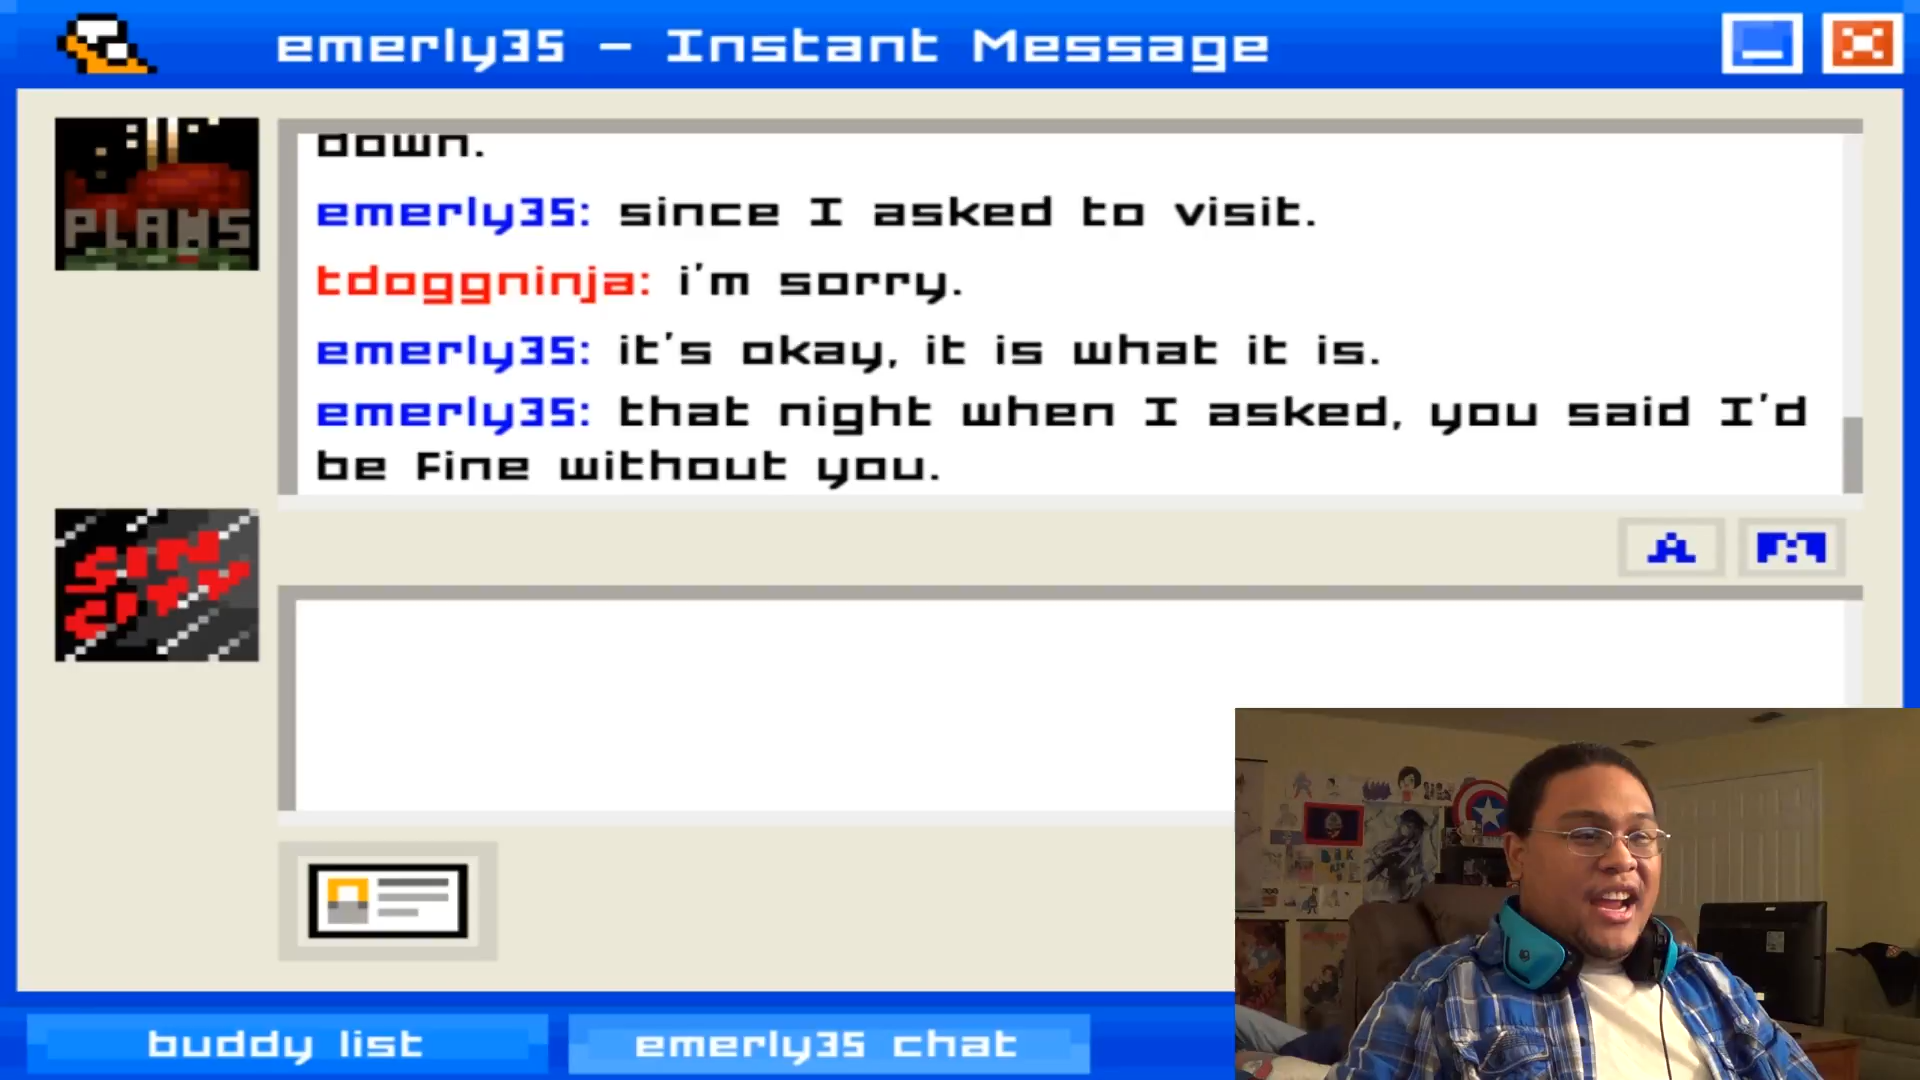 emerly35 - Instant Message
down.
emerly35: since I asked to visit.
tdoggninja: i'm sorry.
emerly35: it's okay, it is what it is.
emerly35: that night when I asked, you said I'd
be fine without you.
PLANS
SIN
CITY
A
buddy list
emerly35 chat